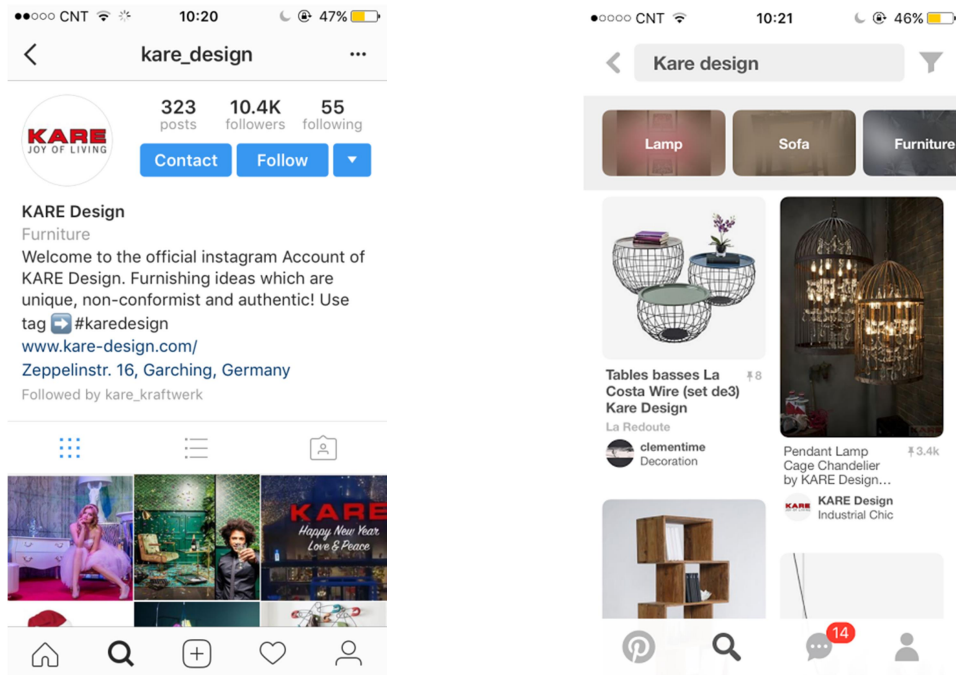 CNT 10:20 47%
kare_design
323 10.4K 55
posts followers following
KARE
JOY OF LIVING
Contact Follow
KARE Design
Furniture
Welcome to the official instagram Account of
KARE Design. Furnishing ideas which are
unique, non-conformist and authentic! Use
tag ➡️ #karedesign
www.kare-design.com/
Zeppelinstr. 16, Garching, Germany
Followed by kare_kraftwerk
KARE
Happy New Year
Love & Peace
CNT 10:21 46%
Kare design
Lamp Sofa Furniture
Tables basses La
Costa Wire (set de3)
Kare Design
8
La Redoute
clementime
Decoration
KARE
Pendant Lamp
Cage Chandelier
by KARE Design...
3.4k
KARE
JOY OF LIVING
KARE Design
Industrial Chic
14